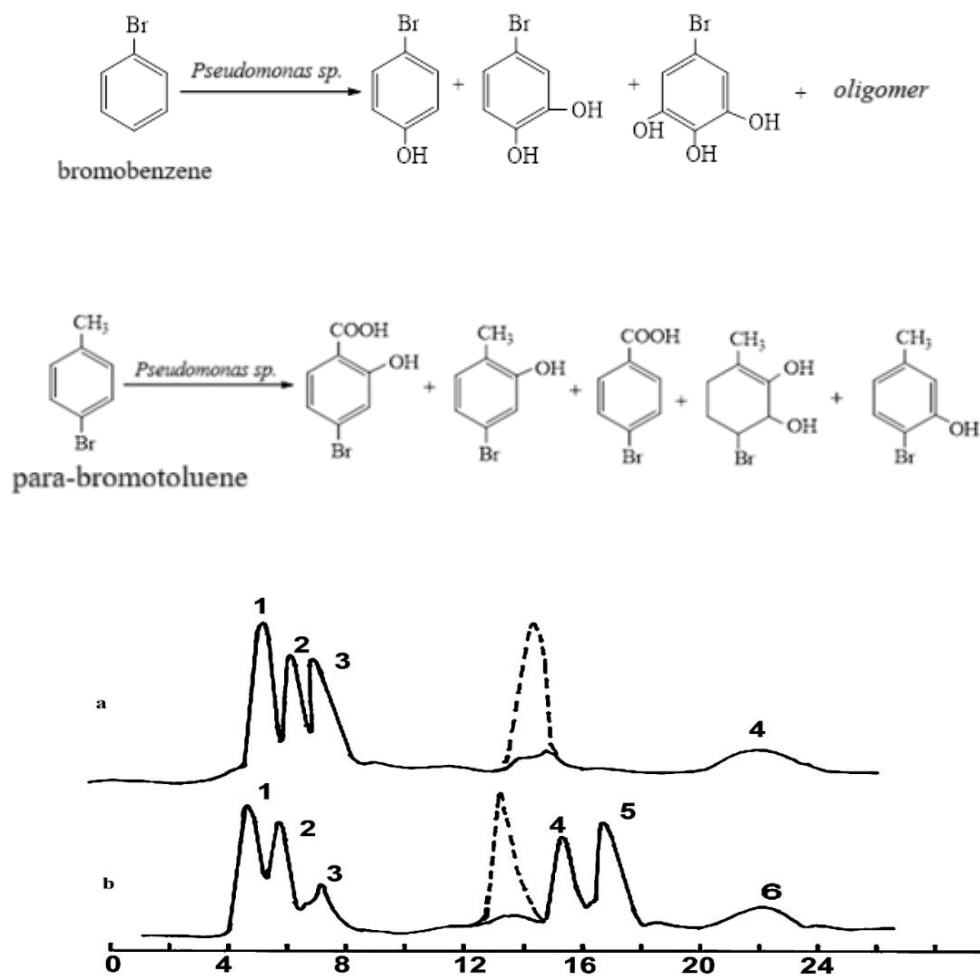 Br
Pseudomonas sp.
bromobenzene
Br
OH
+
Br
OH
OH
+
Br
OH
OH
OH
+ oligomer
CH₃
Br
Pseudomonas sp.
para-bromotoluene
COOH
OH
Br
+
CH₃
OH
Br
+
COOH
Br
+
CH₃
OH
OH
Br
+
CH₃
OH
Br
a
1
2
3
4
b
1
2
3
4
5
6
0 4 8 12 16 20 24